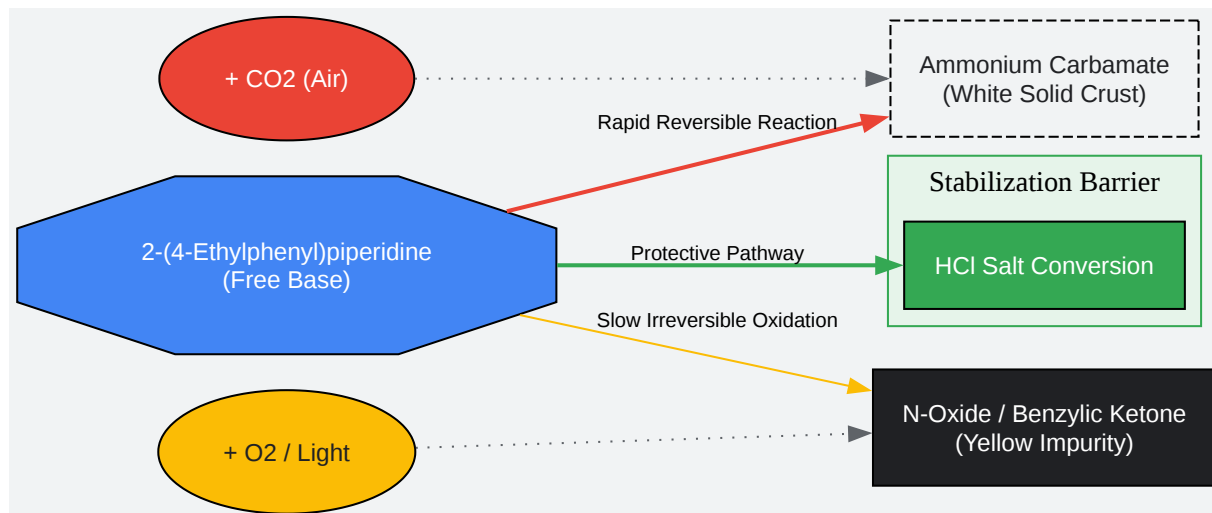 + CO2 (Air)
Ammonium Carbamate
(White Solid Crust)
Rapid Reversible Reaction
Stabilization Barrier
2-(4-Ethylphenyl)piperidine
(Free Base)
Protective Pathway
HCl Salt Conversion
Slow Irreversible Oxidation
+ O2 / Light
N-Oxide / Benzylic Ketone
(Yellow Impurity)